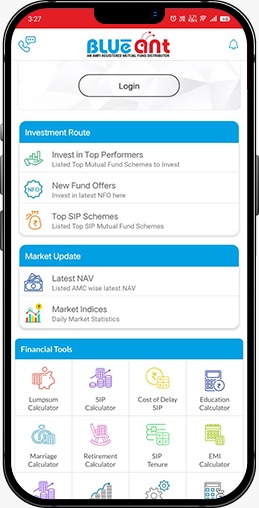 3:27
BLUE ANT
AN AMFI REGISTERED MUTUAL FUND DISTRIBUTOR
Login
Investment Route
Invest in Top Performers
Listed Top Mutual Fund Schemes to Invest
NFO
New Fund Offers
Invest in latest NFO here
Top SIP Schemes
Listed Top SIP Mutual Fund Schemes
Market Update
Latest NAV
Listed AMC wise latest NAV
Market Indices
Daily Market Statistics
Financial Tools
Lumpsum
Calculator
SIP
Calculator
Cost of Delay
SIP
Education
Calculator
Marriage
Calculator
Retirement
Calculator
SIP
Tenure
EMI
Calculator